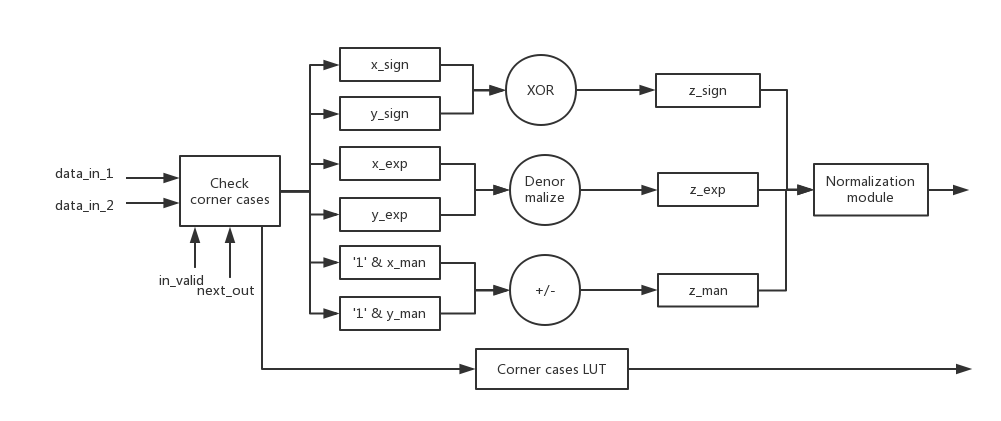 data_in_1
data_in_2
Check
corner cases
in_valid
next_out
x_sign
y_sign
x_exp
y_exp
'1' & x_man
'1' & y_man
XOR
Denor
malize
+/-
z_sign
z_exp
z_man
Normalization
module
Corner cases LUT